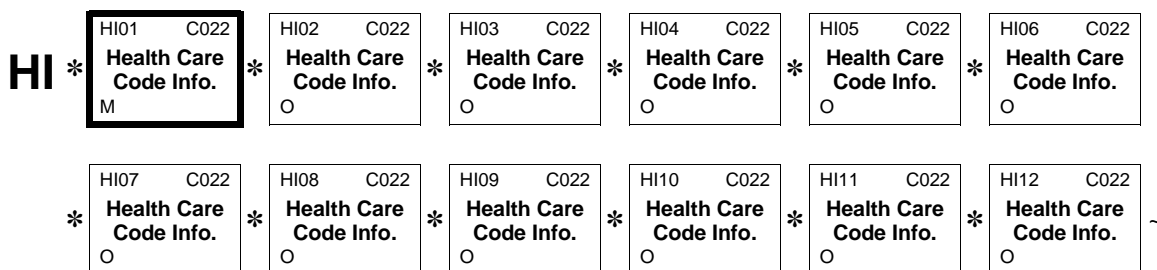 HI01 C022 HI02 C022 HI03 C022 HI04 C022 HI05 C022 HI06 C022
HI * Health Care * Health Care * Health Care * Health Care * Health Care * Health Care
Code Info. Code Info. Code Info. Code Info. Code Info. Code Info.
M O O O O O
HI07 C022 HI08 C022 HI09 C022 HI10 C022 HI11 C022 HI12 C022
* Health Care * Health Care * Health Care * Health Care * Health Care * Health Care ~
Code Info. Code Info. Code Info. Code Info. Code Info. Code Info.
O O O O O O